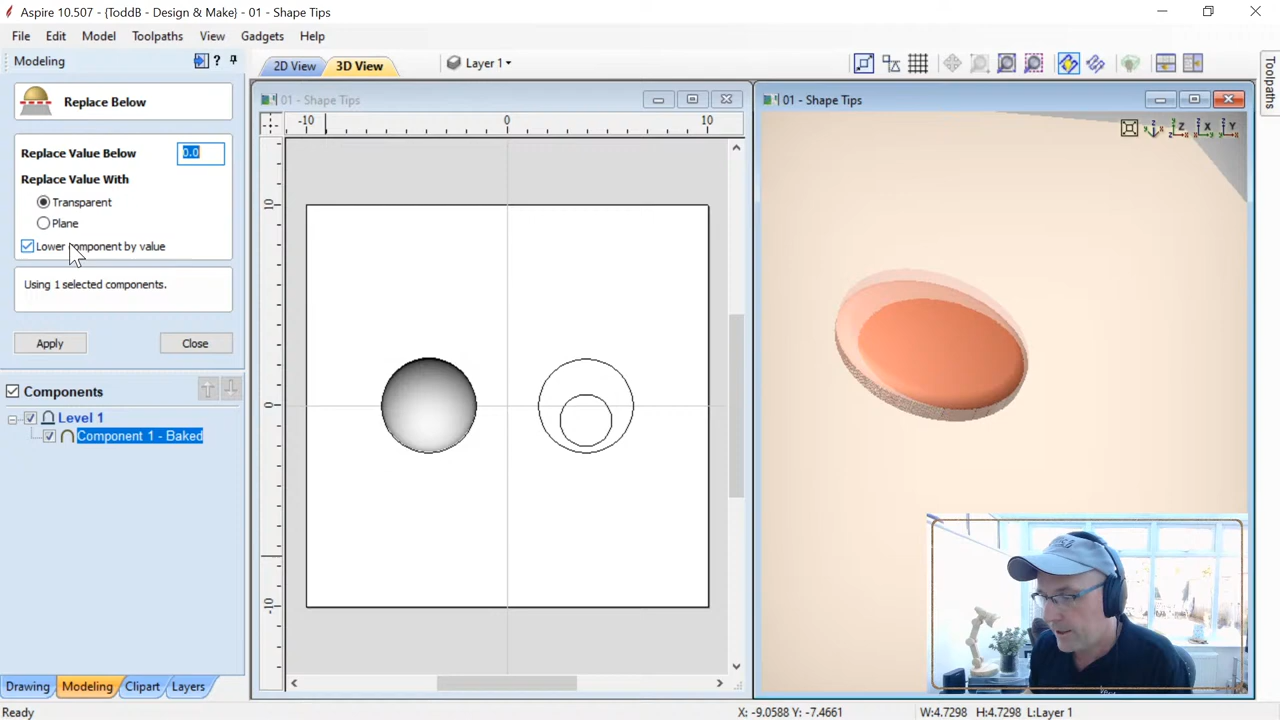 Aspire 10.507 - {ToddB - Design & Make} - 01 - Shape Tips
File Edit Model Toolpaths View Gadgets Help
Modeling
?
2D View
3D View
Layer 1
Toolpaths
Replace Below
01 - Shape Tips
01 - Shape Tips
-10 0 10
Z X Y
Replace Value Below 0.0
Replace Value With
Transparent
Plane
Lower component by value
Using 1 selected components.
Apply Close
Components
Level 1
Component 1 - Baked
10
0
-10
Drawing Modeling Clipart Layers
Ready
X: -9.0588 Y: -7.4661
W:4.7298 H:4.7298 L:Layer 1